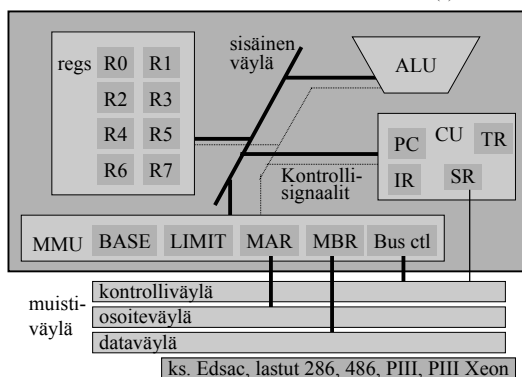 sisäinen
väylä
ALU
regs R0 R1
R2 R3
R4 R5
R6 R7
PC CU TR
IR SR
Kontrolli-
signaalit
MMU BASE LIMIT MAR MBR Bus ctl
muisti-
väylä
kontrolliväylä
osoiteväylä
dataväylä
ks. Edsac, lastut 286, 486, PIII, PIII Xeon